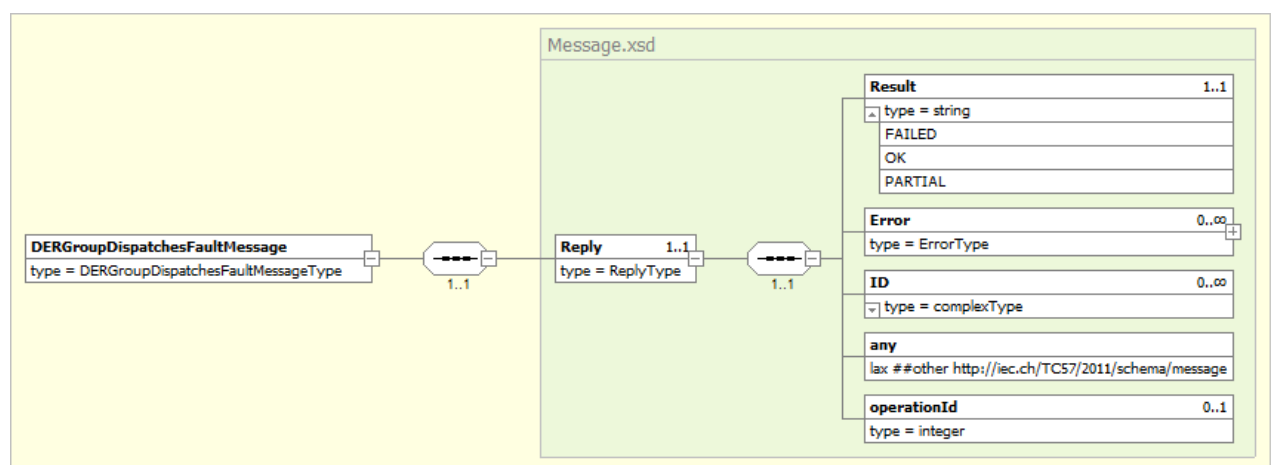 Message.xsd
Result 1..1
type = string
FAILED
OK
PARTIAL
Error 0..∞
type = ErrorType
DERGroupDispatchesFaultMessage
type = DERGroupDispatchesFaultMessageType
1..1
Reply 1..1
type = ReplyType
1..1
ID 0..∞
type = complexType
any
lax ##other http://iec.ch/TC57/2011/schema/message
operationId 0..1
type = integer